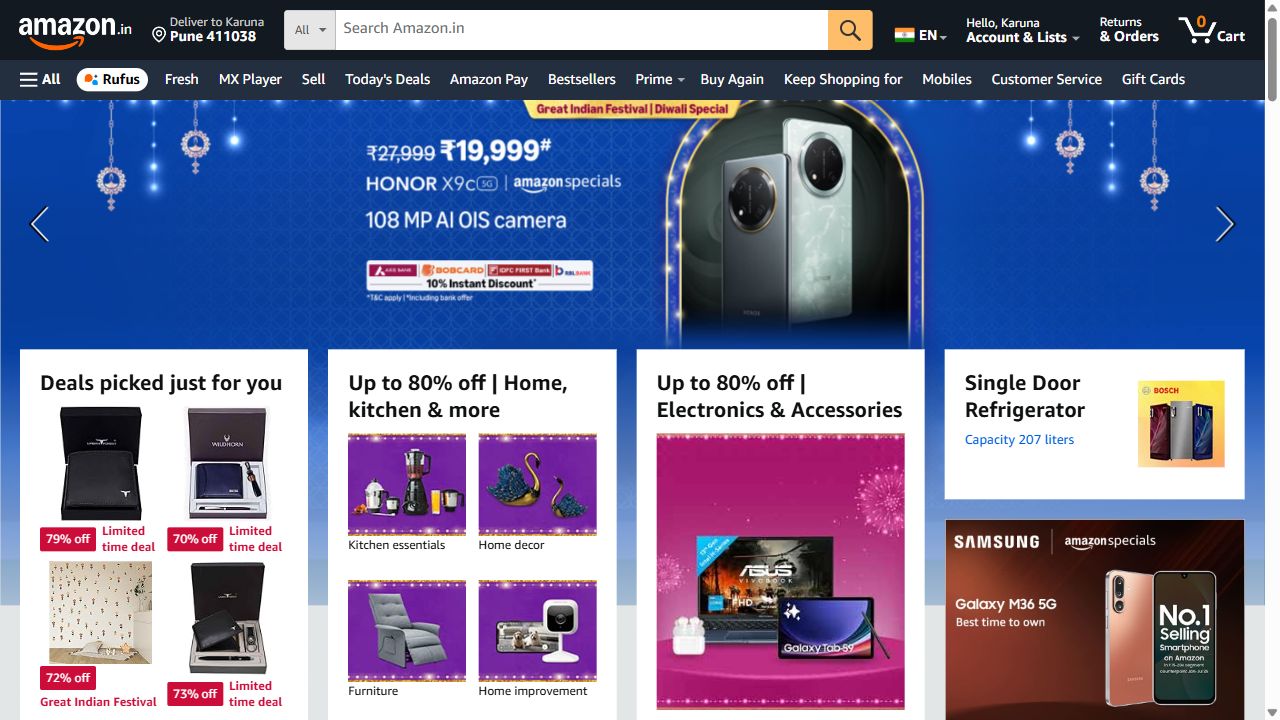 amazon.in
Deliver to Karuna
Pune 411038
All
Search Amazon.in
EN
Hello, Karuna
Account & Lists
Returns
& Orders
0
Cart
All
Rufus
Fresh
MX Player
Sell
Today's Deals
Amazon Pay
Bestsellers
Prime
Buy Again
Keep Shopping for
Mobiles
Customer Service
Gift Cards
Great Indian Festival | Diwali Special
₹27,999 ₹19,999#
HONOR X9c 5G | amazonspecials
108 MP AI OIS camera
AXIS BANK BOBCARD IDFC FIRST Bank RBLBANK
10% Instant Discount*
*T&C apply | *Including bank offer
Deals picked just for you
WILDHORN
79% off
Limited
time deal
70% off
Limited
time deal
72% off
Great Indian Festival
73% off
Limited
time deal
Up to 80% off | Home,
kitchen & more
Kitchen essentials
Home decor
Furniture
Home improvement
Up to 80% off |
Electronics & Accessories
ASUS
VIVOBOOK
FHD
Galaxy Tab S9
Single Door
Refrigerator
Capacity 207 liters
BOSCH
SAMSUNG | amazonspecials
Galaxy M36 5G
Best time to own
No.1
Selling
Smartphone
on Amazon